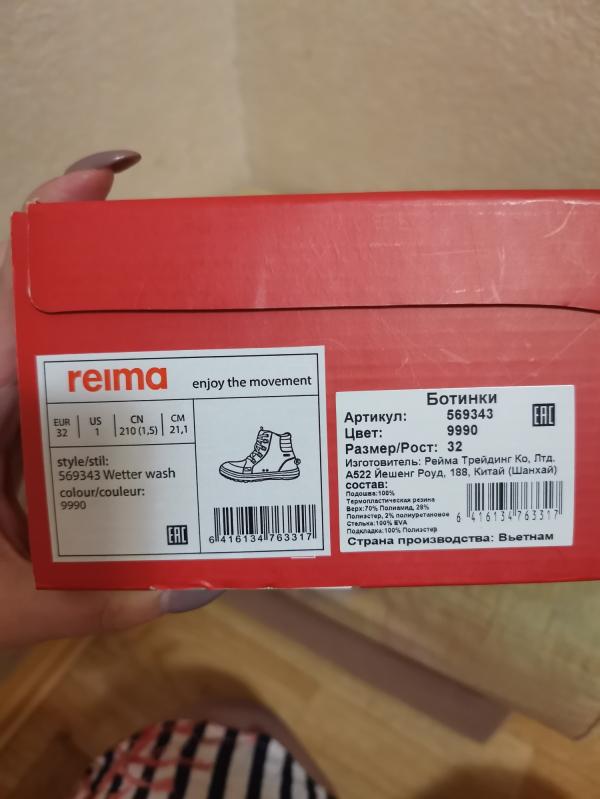 reima
enjoy the movement
EUR US CN CM
32 1 210 (1,5) 21,1
style/stil:
569343 Wetter wash
colour/couleur:
9990
EAC
6 416134 763317
Ботинки
Артикул: 569343
Цвет: 9990
Размер/Рост: 32
EAC
Изготовитель: Рейма Трейдинг Ко, Лтд.
А522 Йешенг Роуд, 188, Китай (Шанхай)
состав:
Подошва:100%
Термопластическая резина
Верх:70% Полиамид, 28%
Полиэстер, 2% полиуретановое
Стелька:100% EVA
Подкладка:100% Полиэстер
6 416134 763317
Страна производства: Вьетнам